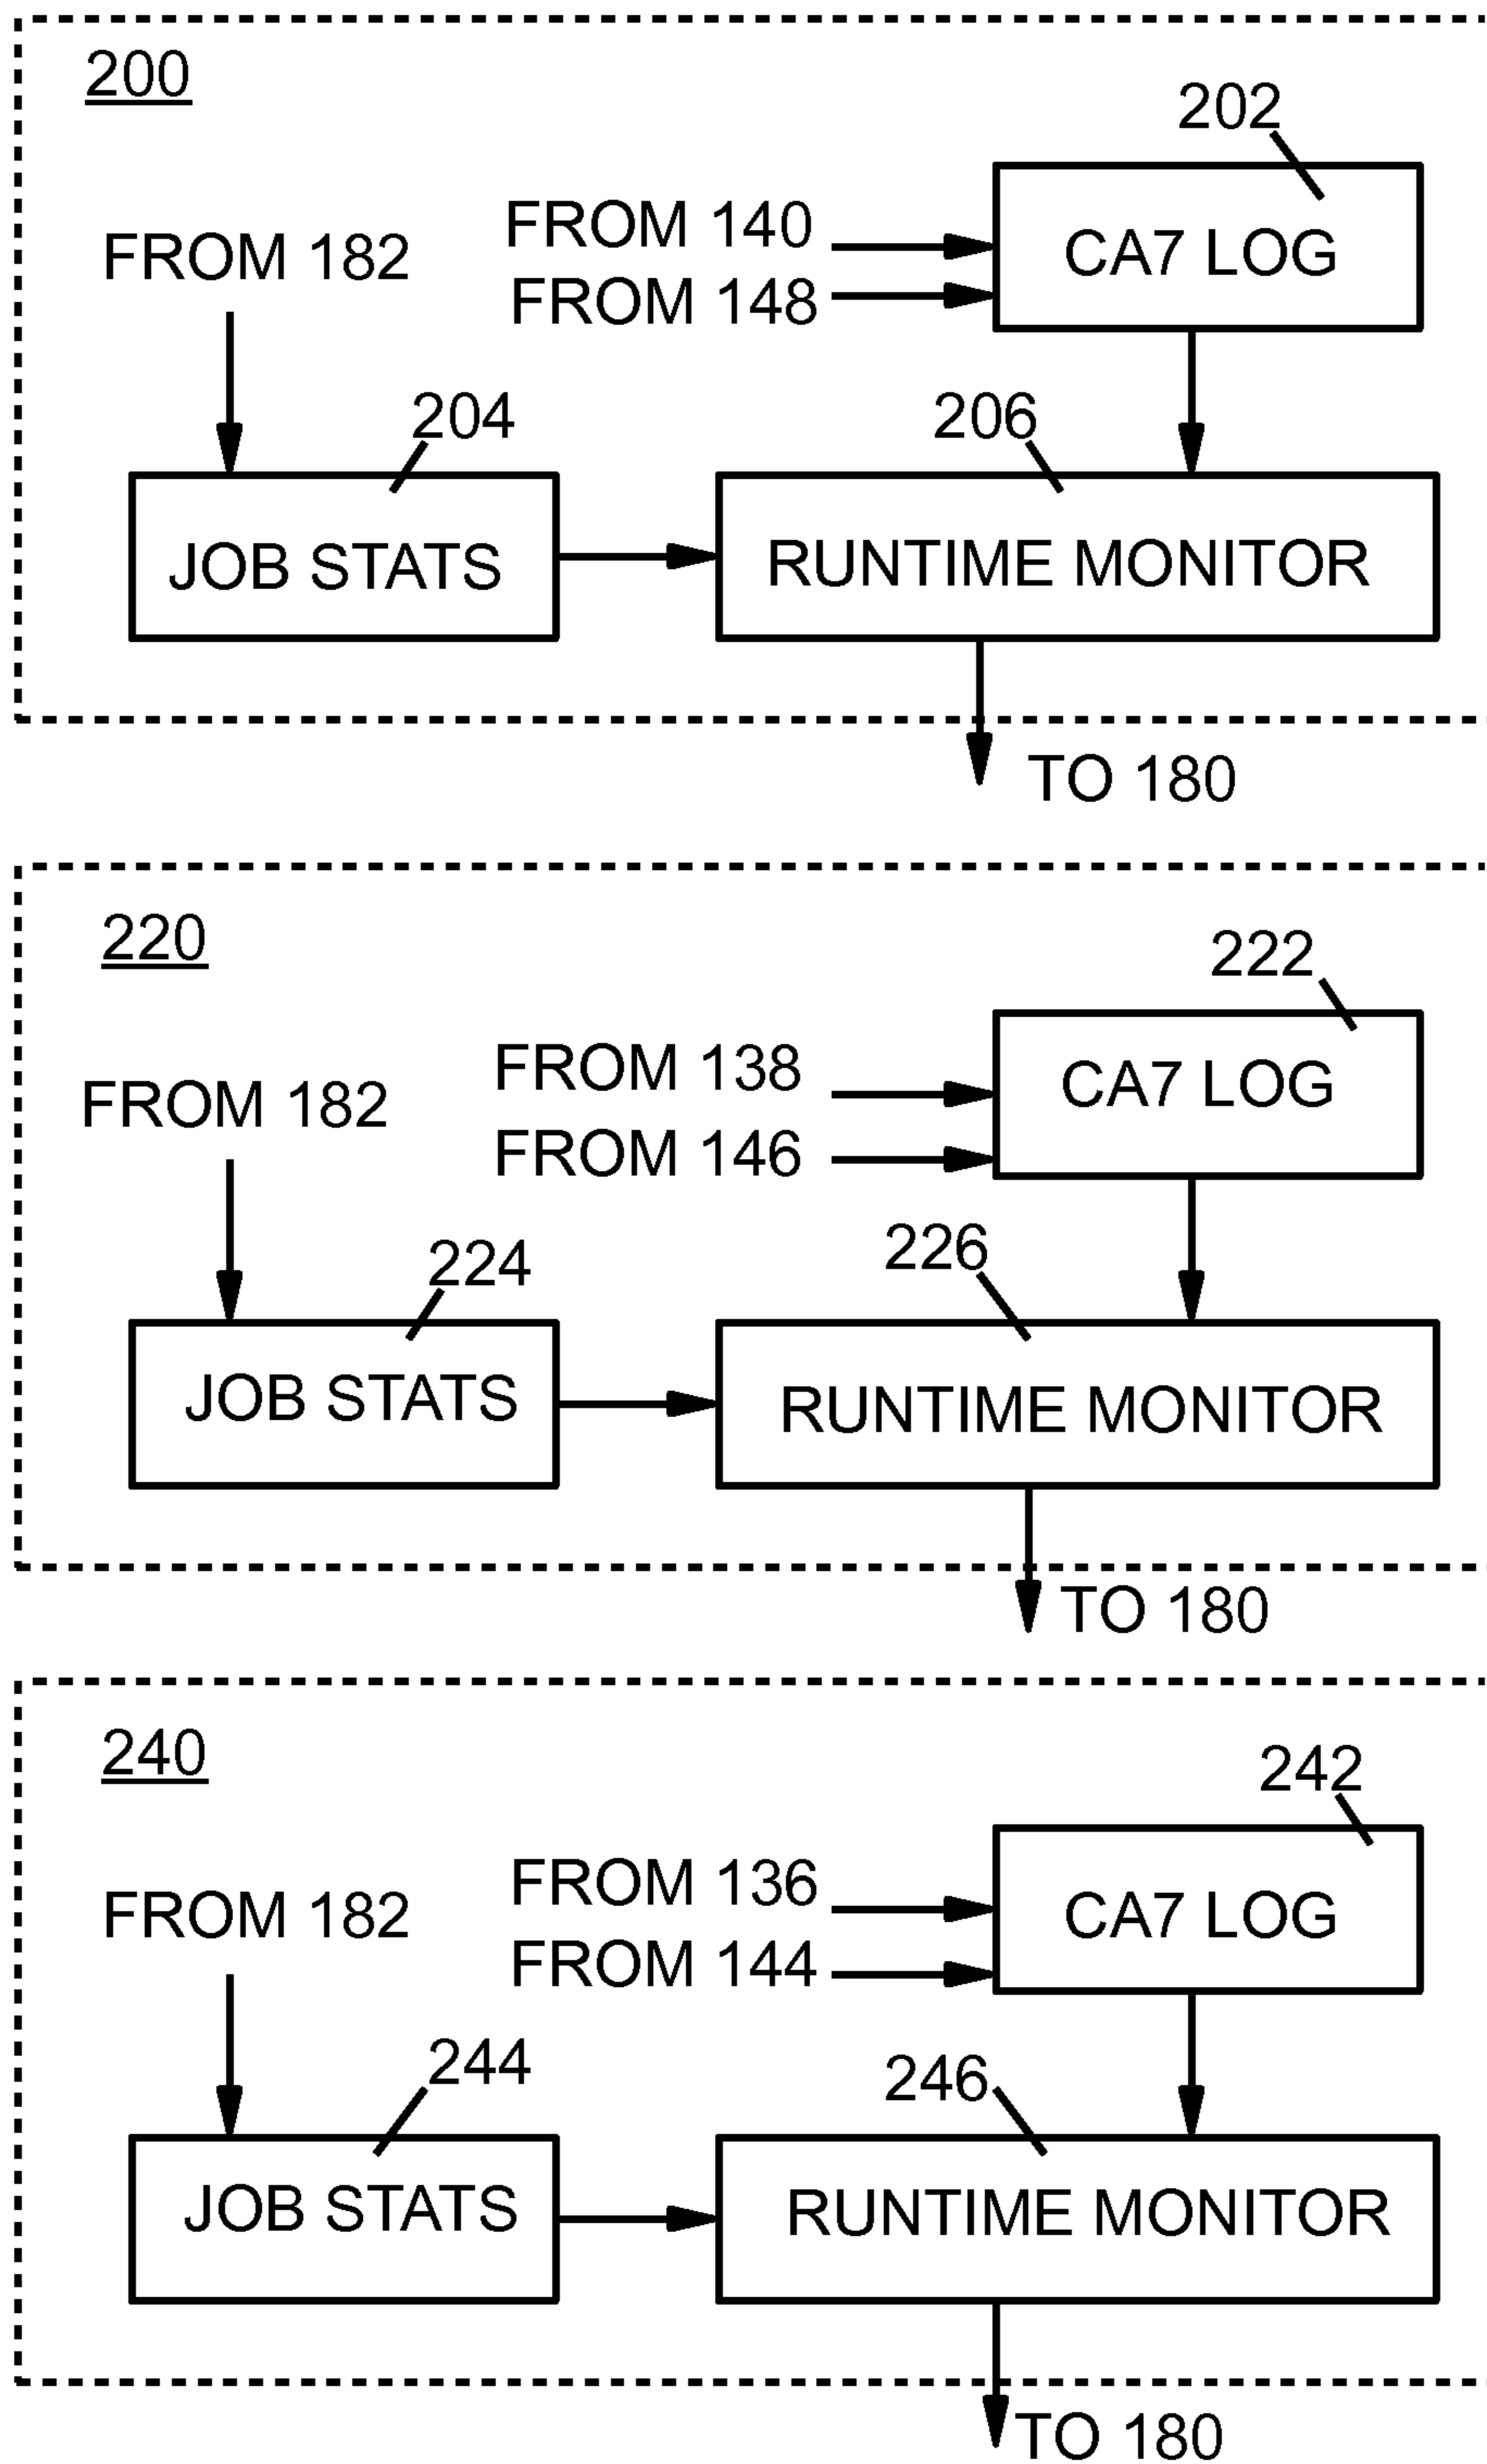 200
202
FROM 140
FROM 182
CA7 LOG
FROM 148
204
206
JOB STATS
RUNTIME MONITOR
TO 180
220
222
FROM 138
FROM 182
CA7 LOG
FROM 146
224
226
JOB STATS
RUNTIME MONITOR
TO 180
240
242
FROM 136
FROM 182
CA7 LOG
FROM 144
244
246
JOB STATS
RUNTIME MONITOR
TO 180